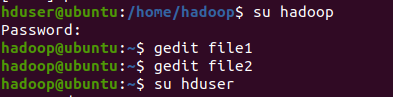 hduser@ubuntu:/home/hadoop$ su hadoop
Password:
hadoop@ubuntu:~$ gedit file1
hadoop@ubuntu:~$ gedit file2
hadoop@ubuntu:~$ su hduser